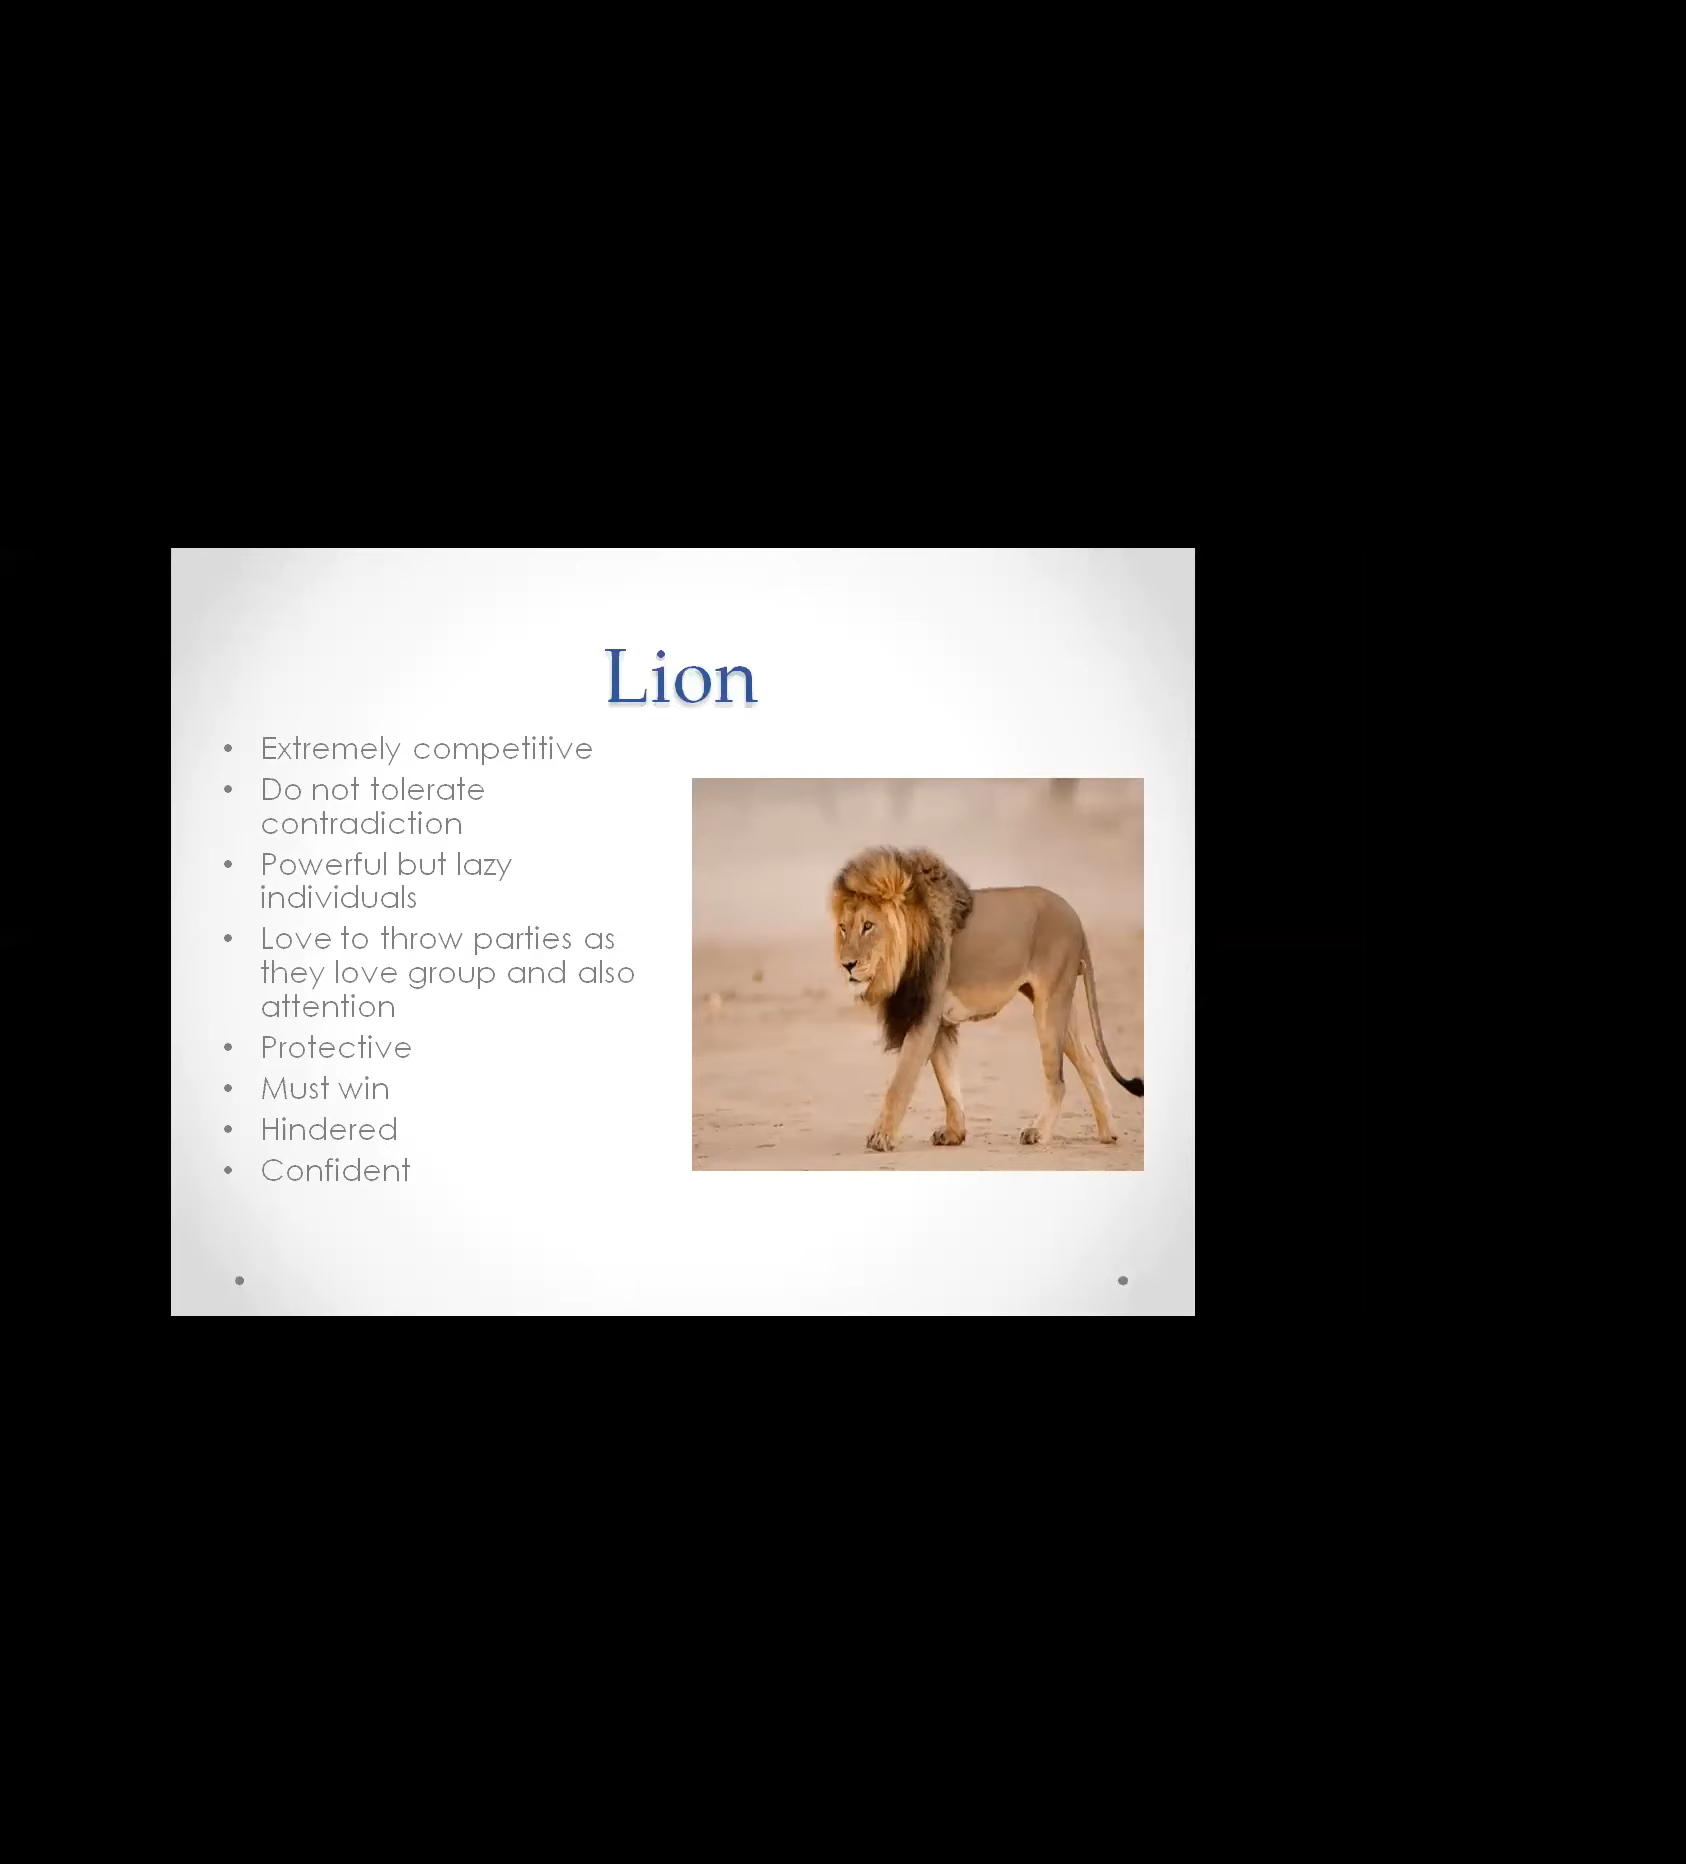 Lion
• Extremely competitive
• Do not tolerate
contradiction
• Powerful but lazy
individuals
• Love to throw parties as
they love group and also
attention
• Protective
• Must win
• Hindered
• Confident